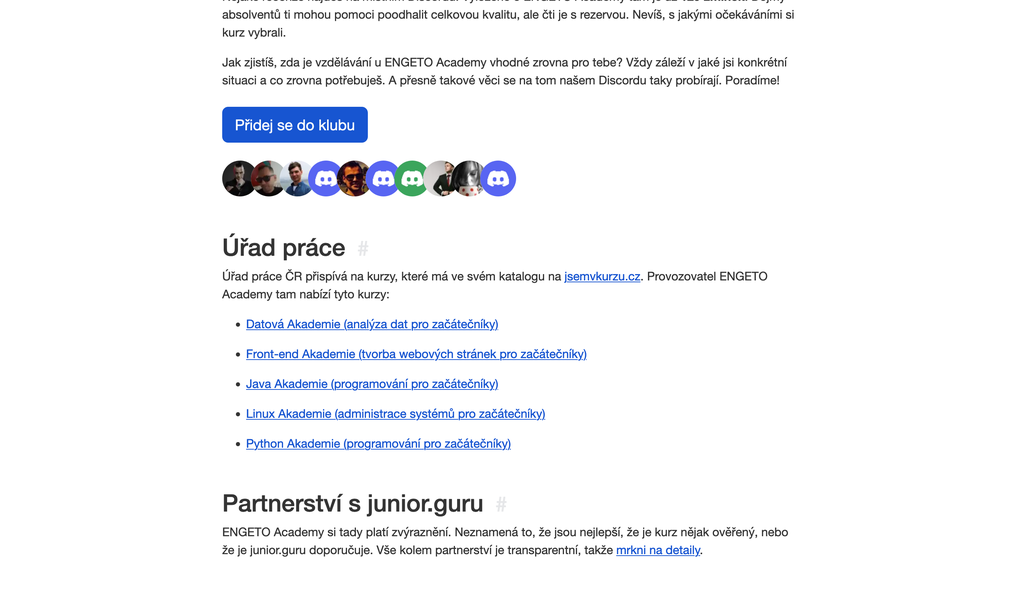 absolventů ti mohou pomoci poodhalit celkovou kvalitu, ale čti je s rezervou. Nevíš, s jakými očekáváními si
kurz vybrali.
Jak zjistíš, zda je vzdělávání u ENGETO Academy vhodné zrovna pro tebe? Vždy záleží v jaké jsi konkrétní
situaci a co zrovna potřebuješ. A přesně takové věci se na tom našem Discordu taky probírají. Poradíme!
Přidej se do klubu
Úřad práce #
Úřad práce ČR přispívá na kurzy, které má ve svém katalogu na jsemvkurzu.cz. Provozovatel ENGETO
Academy tam nabízí tyto kurzy:
• Datová Akademie (analýza dat pro začátečníky)
• Front-end Akademie (tvorba webových stránek pro začátečníky)
• Java Akademie (programování pro začátečníky)
• Linux Akademie (administrace systémů pro začátečníky)
• Python Akademie (programování pro začátečníky)
Partnerství s junior.guru #
ENGETO Academy si tady platí zvýraznění. Neznamená to, že jsou nejlepší, že je kurz nějak ověřený, nebo
že je junior.guru doporučuje. Vše kolem partnerství je transparentní, takže mrkni na detaily.